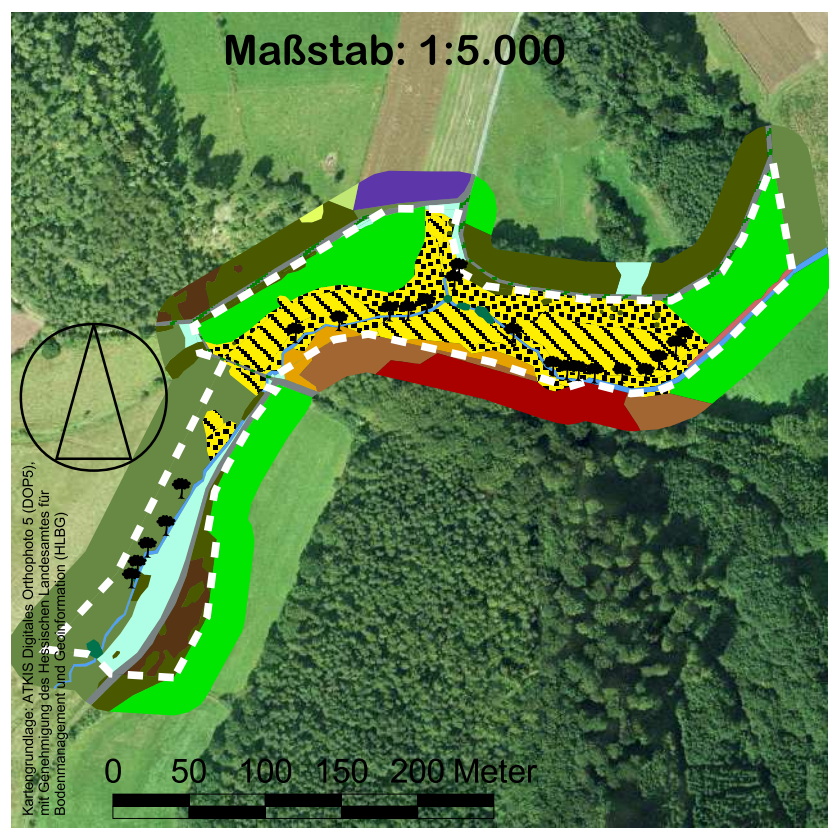 Maßstab: 1:5.000
Kartengrundlage: ATKIS Digitales Orthophoto 5 (DOP5),
mit Genehmigung des Hessischen Landesamtes für
Bodenmanagement und Geoinformation (HLBG)
0 50 100 150 200 Meter